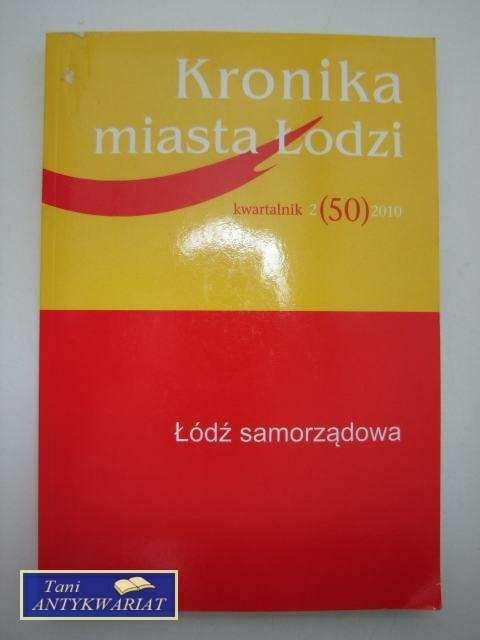 Kronika
miasta Łodzi
kwartalnik 2 (50) 2010
Łódź samorządowa
Tani
ANTYKWARIAT